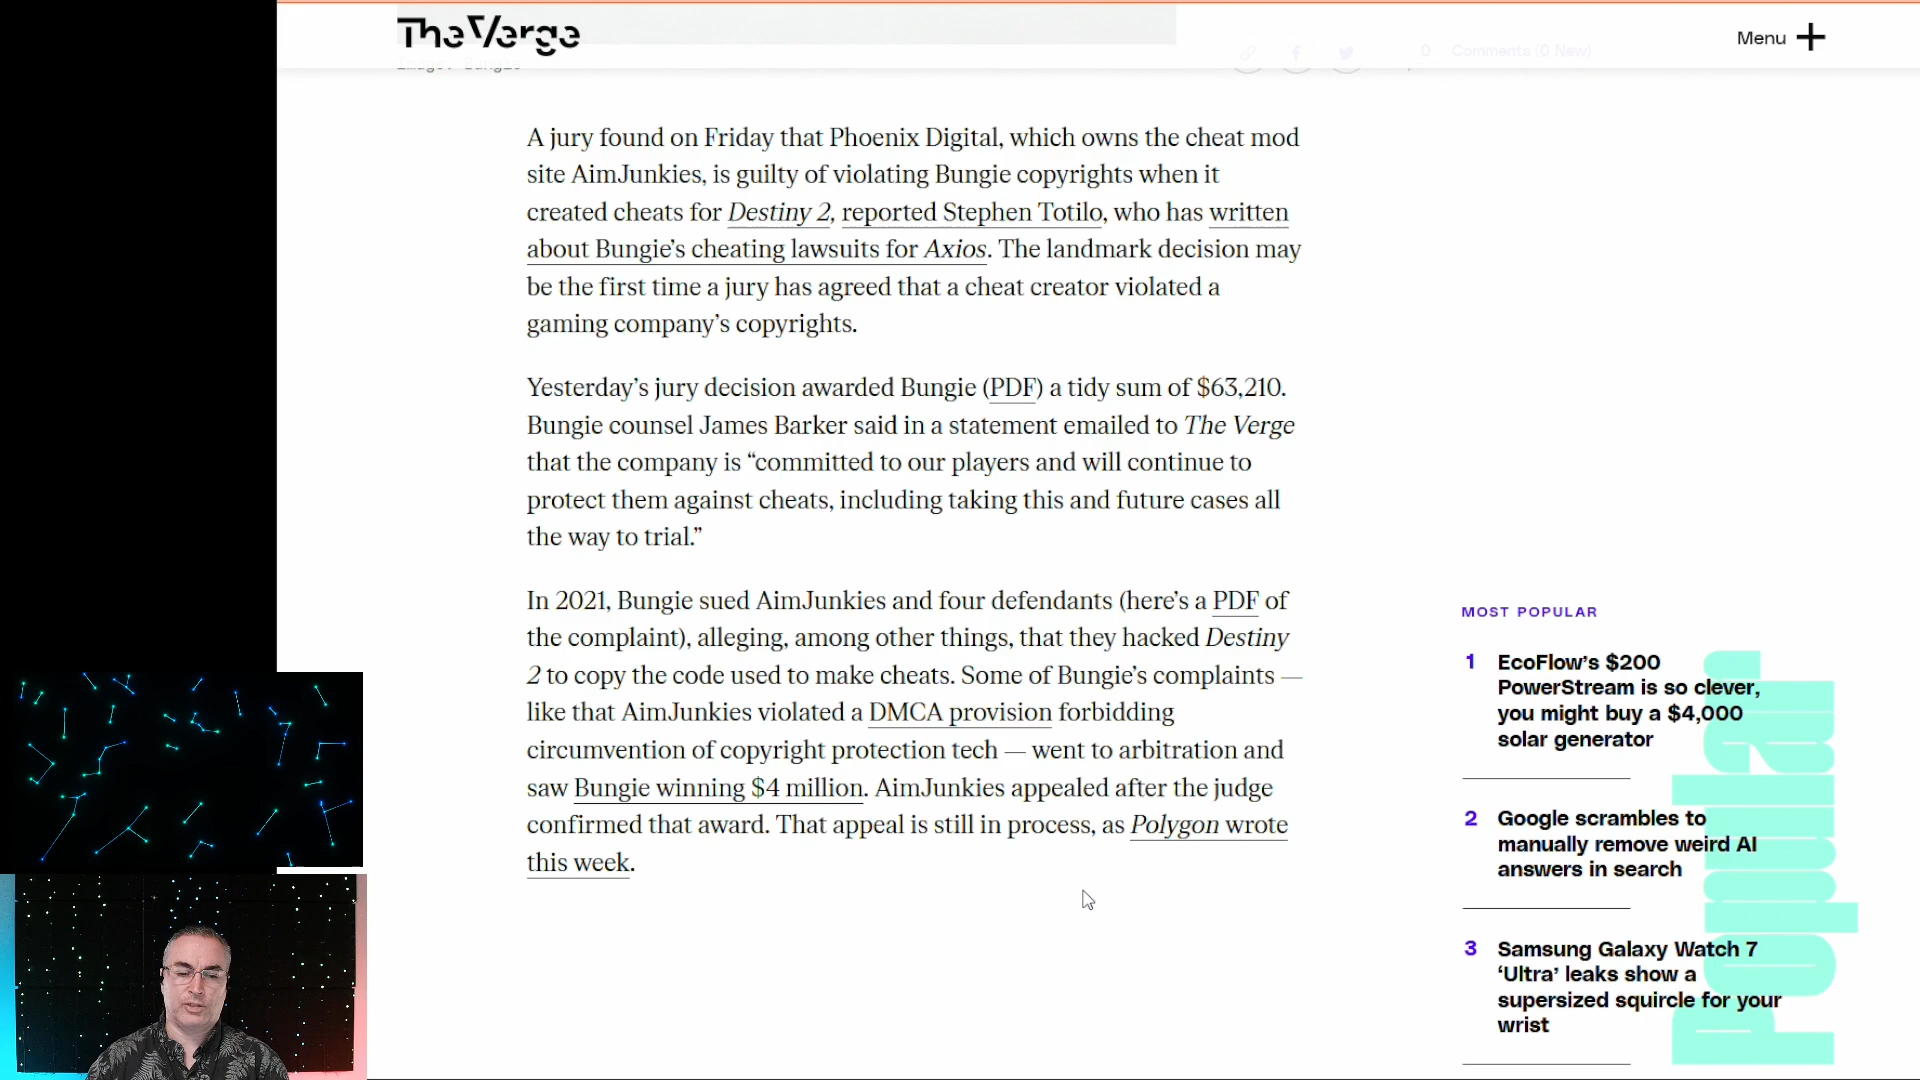 The Verge
Menu
0 Comments (0 New)
Image: Bungie
A jury found on Friday that Phoenix Digital, which owns the cheat mod
site AimJunkies, is guilty of violating Bungie copyrights when it
created cheats for Destiny 2, reported Stephen Totilo, who has written
about Bungie’s cheating lawsuits for Axios. The landmark decision may
be the first time a jury has agreed that a cheat creator violated a
gaming company’s copyrights.
Yesterday’s jury decision awarded Bungie (PDF) a tidy sum of $63,210.
Bungie counsel James Barker said in a statement emailed to The Verge
that the company is “committed to our players and will continue to
protect them against cheats, including taking this and future cases all
the way to trial.”
In 2021, Bungie sued AimJunkies and four defendants (here’s a PDF of
the complaint), alleging, among other things, that they hacked Destiny
2 to copy the code used to make cheats. Some of Bungie’s complaints —
like that AimJunkies violated a DMCA provision forbidding
circumvention of copyright protection tech — went to arbitration and
saw Bungie winning $4 million. AimJunkies appealed after the judge
confirmed that award. That appeal is still in process, as Polygon wrote
this week.
MOST POPULAR
1 EcoFlow’s $200
PowerStream is so clever,
you might buy a $4,000
solar generator
2 Google scrambles to
manually remove weird AI
answers in search
3 Samsung Galaxy Watch 7
‘Ultra’ leaks show a
supersized squircle for your
wrist
Popular